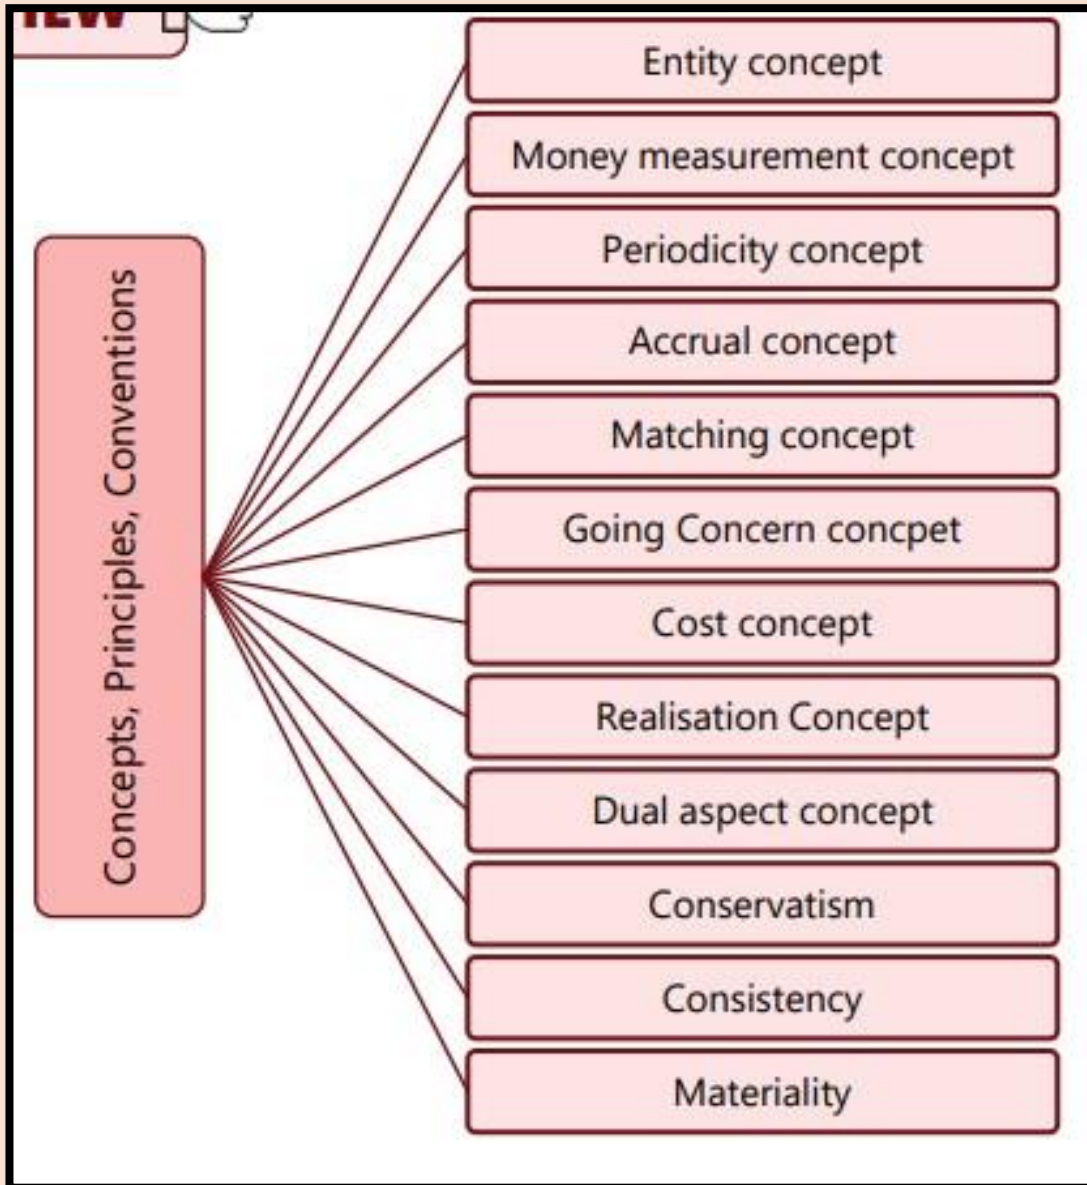 Concepts, Principles, Conventions
Entity concept
Money measurement concept
Periodicity concept
Accrual concept
Matching concept
Going Concern concpet
Cost concept
Realisation Concept
Dual aspect concept
Conservatism
Consistency
Materiality